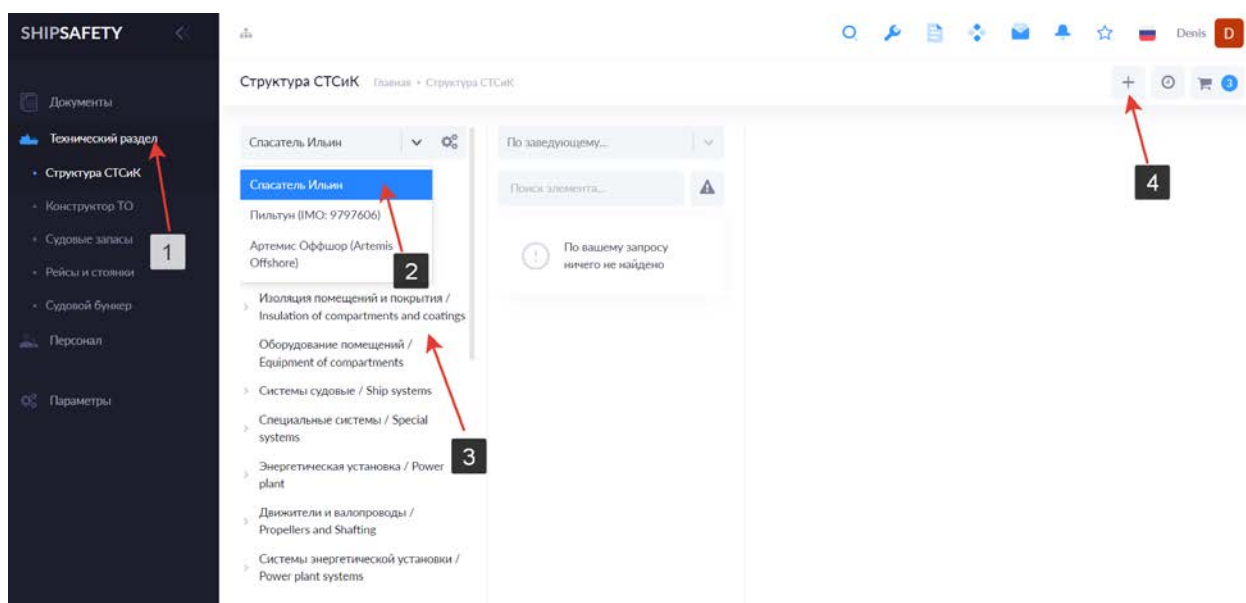 SHIPSAFETY
Denis
D
Структура СТСиК
Главная • Структура СТСиК
3
Документы
Технический раздел
Структура СТСиК
Конструктор ТО
Судовые запасы
Рейсы и стоянки
Судовой бункер
Персонал
Параметры
1
Спасатель Ильин
Спасатель Ильин
Пильтун (IMO: 9797606)
Артемис Оффшор (Artemis
Offshore)
2
Изоляция помещений и покрытия /
Insulation of compartments and coatings
Оборудование помещений /
Equipment of compartments
Системы судовые / Ship systems
Специальные системы / Special
systems
3
Энергетическая установка / Power
plant
Движители и валопроводы /
Propellers and Shafting
Системы энергетической установки /
Power plant systems
По заведующему...
Поиск элемента...
По вашему запросу
ничего не найдено
4